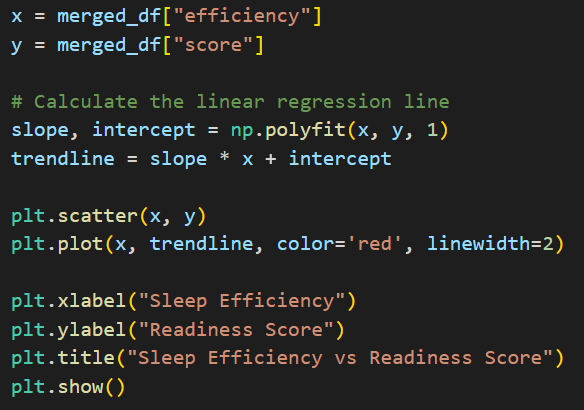 x = merged_df["efficiency"]
y = merged_df["score"]
# Calculate the linear regression line
slope, intercept = np.polyfit(x, y, 1)
trendline = slope * x + intercept
plt.scatter(x, y)
plt.plot(x, trendline, color='red', linewidth=2)
plt.xlabel("Sleep Efficiency")
plt.ylabel("Readiness Score")
plt.title("Sleep Efficiency vs Readiness Score")
plt.show()